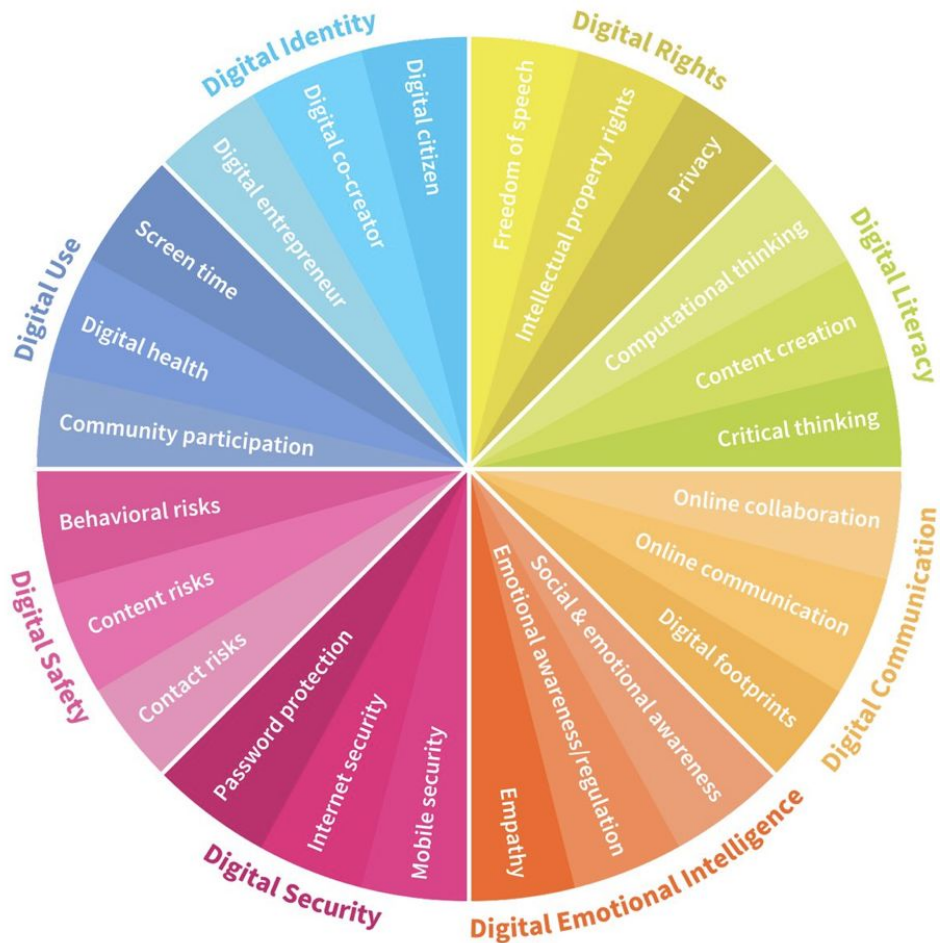 Digital Identity
Digital entrepreneur
Digital co-creator
Digital citizen
Digital Rights
Freedom of speech
Intellectual property rights
Privacy
Digital Literacy
Computational thinking
Content creation
Critical thinking
Digital Communication
Online collaboration
Online communication
Digital footprints
Digital Emotional Intelligence
Social & emotional awareness
Emotional awareness/regulation
Empathy
Digital Security
Mobile security
Internet security
Password protection
Digital Safety
Contact risks
Content risks
Behavioral risks
Digital Use
Community participation
Digital health
Screen time